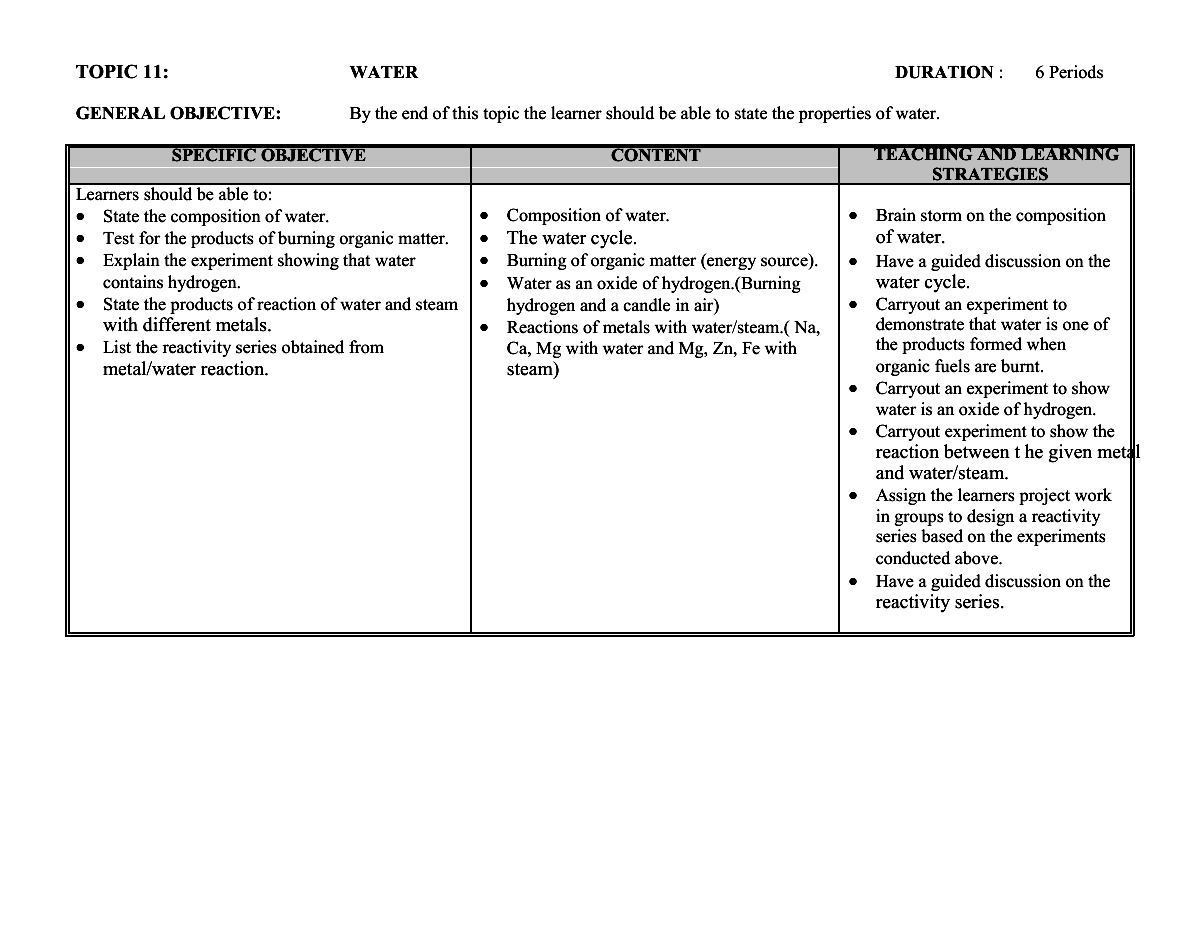 TOPIC 11: WATER DURATION : 6 Periods
GENERAL OBJECTIVE: By the end of this topic the learner should be able to state the properties of water.
SPECIFIC OBJECTIVE
Learners should be able to:
• State the composition of water.
• Test for the products of burning organic matter.
• Explain the experiment showing that water
contains hydrogen.
• State the products of reaction of water and steam
with different metals.
• List the reactivity series obtained from
metal/water reaction.
CONTENT
• Composition of water.
• The water cycle.
• Burning of organic matter (energy source).
• Water as an oxide of hydrogen.(Burning
hydrogen and a candle in air)
• Reactions of metals with water/steam.( Na,
Ca, Mg with water and Mg, Zn, Fe with
steam)
TEACHING AND LEARNING
STRATEGIES
• Brain storm on the composition
of water.
• Have a guided discussion on the
water cycle.
• Carryout an experiment to
demonstrate that water is one of
the products formed when
organic fuels are burnt.
• Carryout an experiment to show
water is an oxide of hydrogen.
• Carryout experiment to show the
reaction between t he given metal
and water/steam.
• Assign the learners project work
in groups to design a reactivity
series based on the experiments
conducted above.
• Have a guided discussion on the
reactivity series.